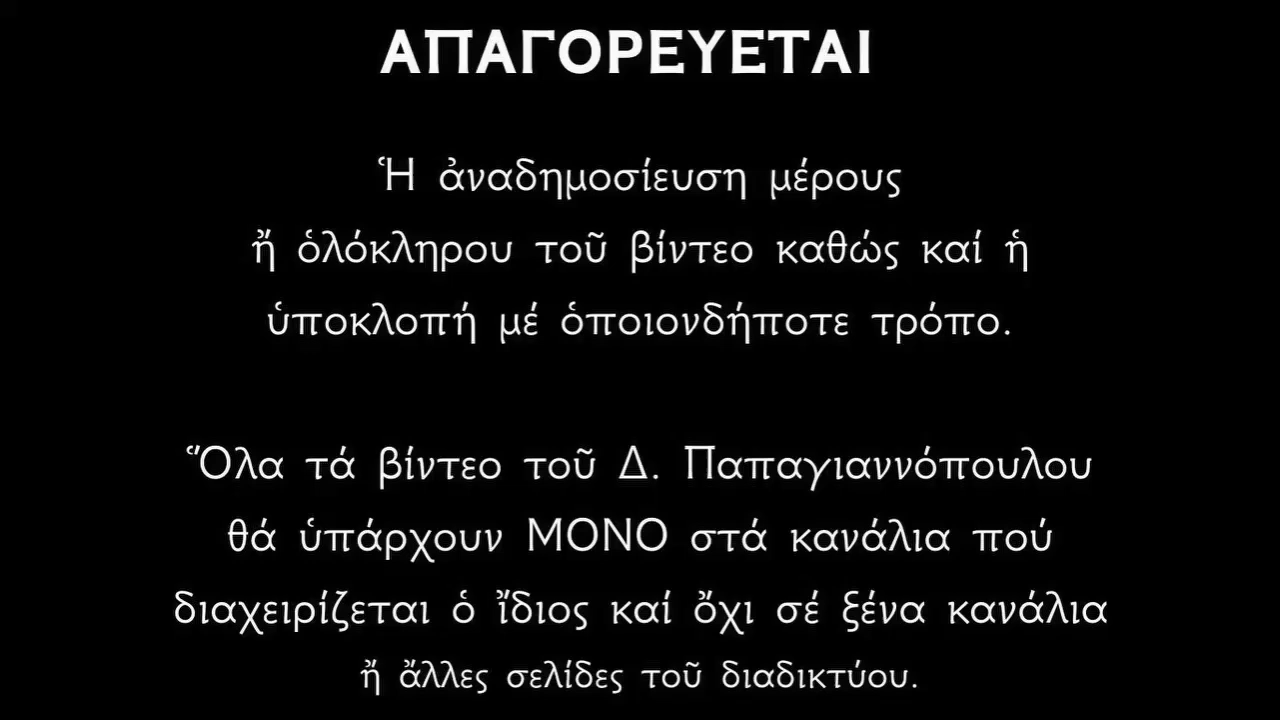 ΑΠΑΓΟΡΕΥΕΤΑΙ
Ἡ ἀναδημοσίευση μέρους
ἤ ὁλόκληρου τοῦ βίντεο καθώς καί ἡ
ὑποκλοπή μέ ὁποιονδήποτε τρόπο.
Ὅλα τά βίντεο τοῦ Δ. Παπαγιαννόπουλου
θά ὑπάρχουν ΜΟΝΟ στά κανάλια πού
διαχειρίζεται ὁ ἴδιος καί ὄχι σέ ξένα κανάλια
ἤ ἄλλες σελίδες τοῦ διαδικτύου.